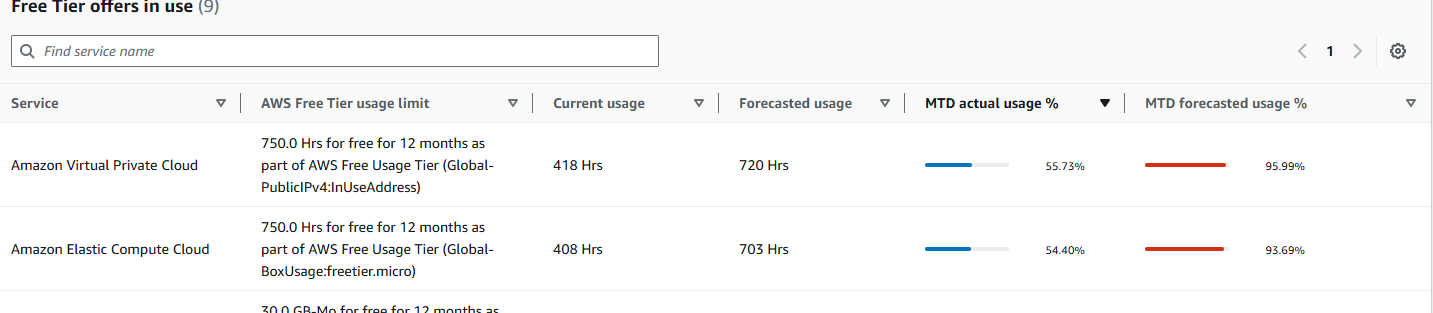 Free Tier offers in use (9)
Find service name
1
Service
AWS Free Tier usage limit
Current usage
Forecasted usage
MTD actual usage %
MTD forecasted usage %
Amazon Virtual Private Cloud
750.0 Hrs for free for 12 months as
part of AWS Free Usage Tier (Global-
PublicIPv4:InUseAddress)
418 Hrs
720 Hrs
55.73%
95.99%
Amazon Elastic Compute Cloud
750.0 Hrs for free for 12 months as
part of AWS Free Usage Tier (Global-
BoxUsage:freetier.micro)
408 Hrs
703 Hrs
54.40%
93.69%
30.0 GB-Mo for free for 12 months as